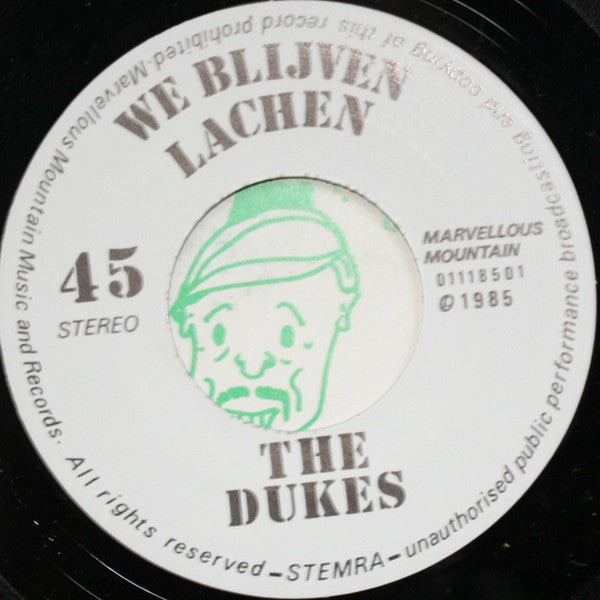 WE BLIJVEN
LACHEN
45
STEREO
MARVELLOUS
MOUNTAIN
01118501
© 1985
THE
DUKES
Marvellous Mountain Music and Records. All rights reserved – STEMRA – unauthorised public performance broadcasting and copying of this record prohibited.